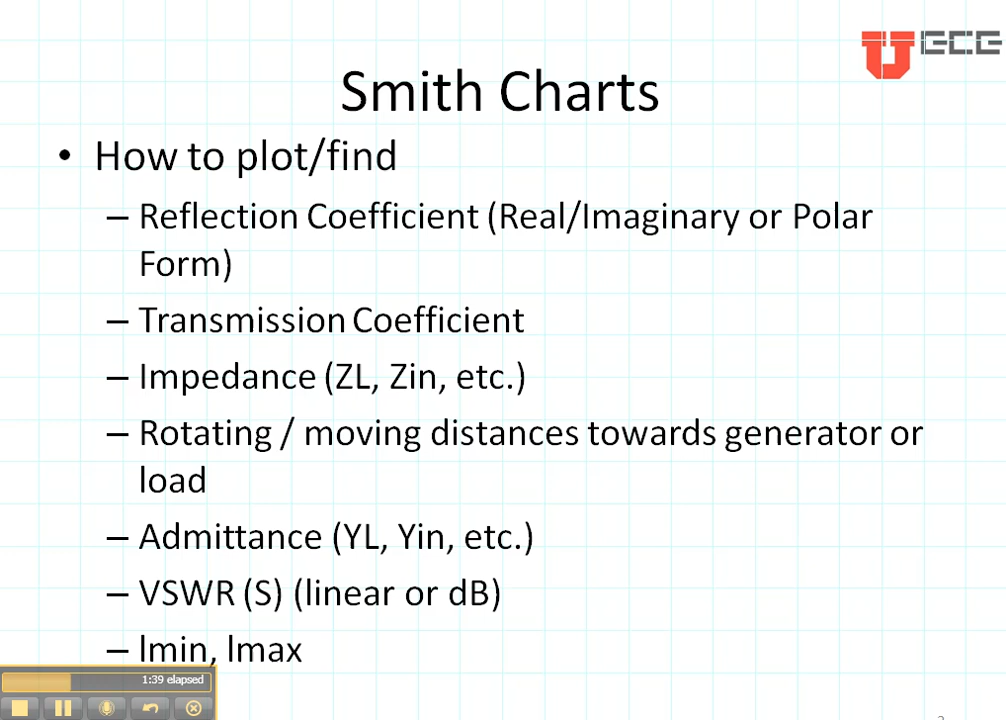 U ECE
Smith Charts
• How to plot/find
– Reflection Coefficient (Real/Imaginary or Polar
Form)
– Transmission Coefficient
– Impedance (ZL, Zin, etc.)
– Rotating / moving distances towards generator or
load
– Admittance (YL, Yin, etc.)
– VSWR (S) (linear or dB)
– lmin, lmax
1:39 elapsed